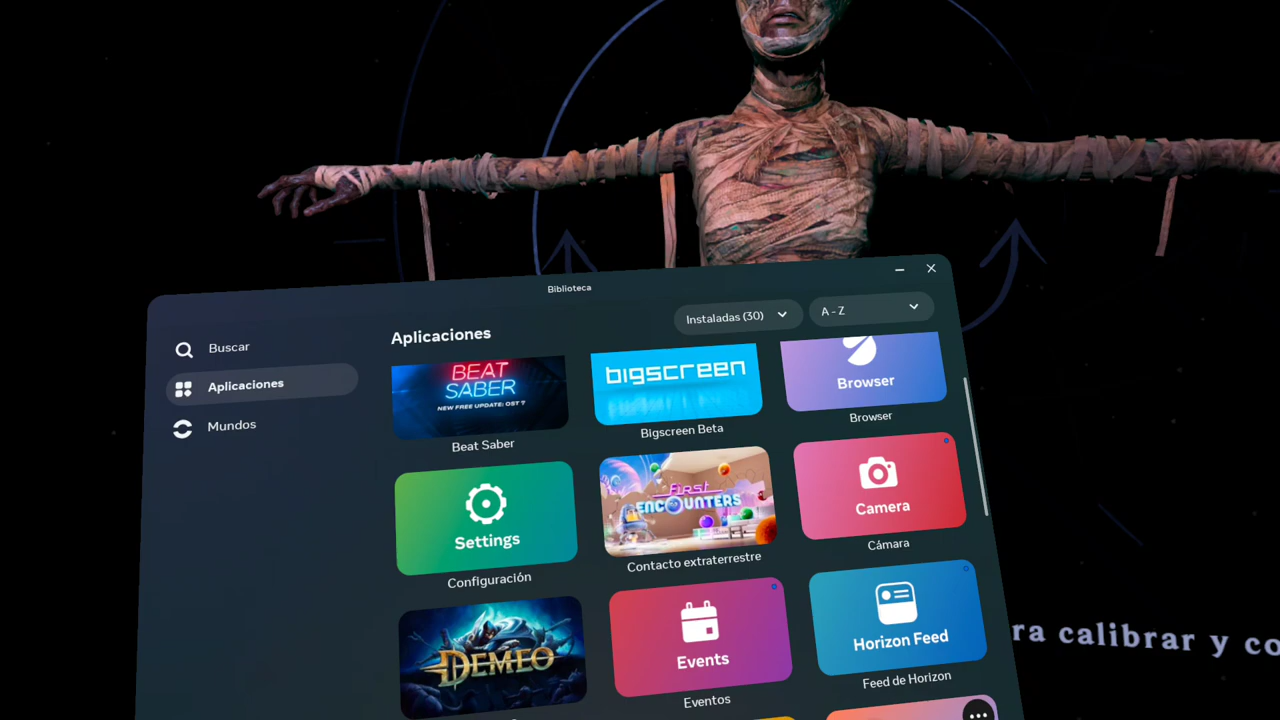 Biblioteca
Buscar
Aplicaciones
Mundos
Aplicaciones
Instaladas (30)
A - Z
BEAT
SABER
NEW FREE UPDATE: OST 7
Beat Saber
bigscreen
Bigscreen Beta
Browser
Browser
Settings
Configuración
FIRST
ENCOUNTERS
Contacto extraterrestre
Camera
Cámara
DEMEO
Events
Eventos
Horizon Feed
Feed de Horizon
ra calibrar y co